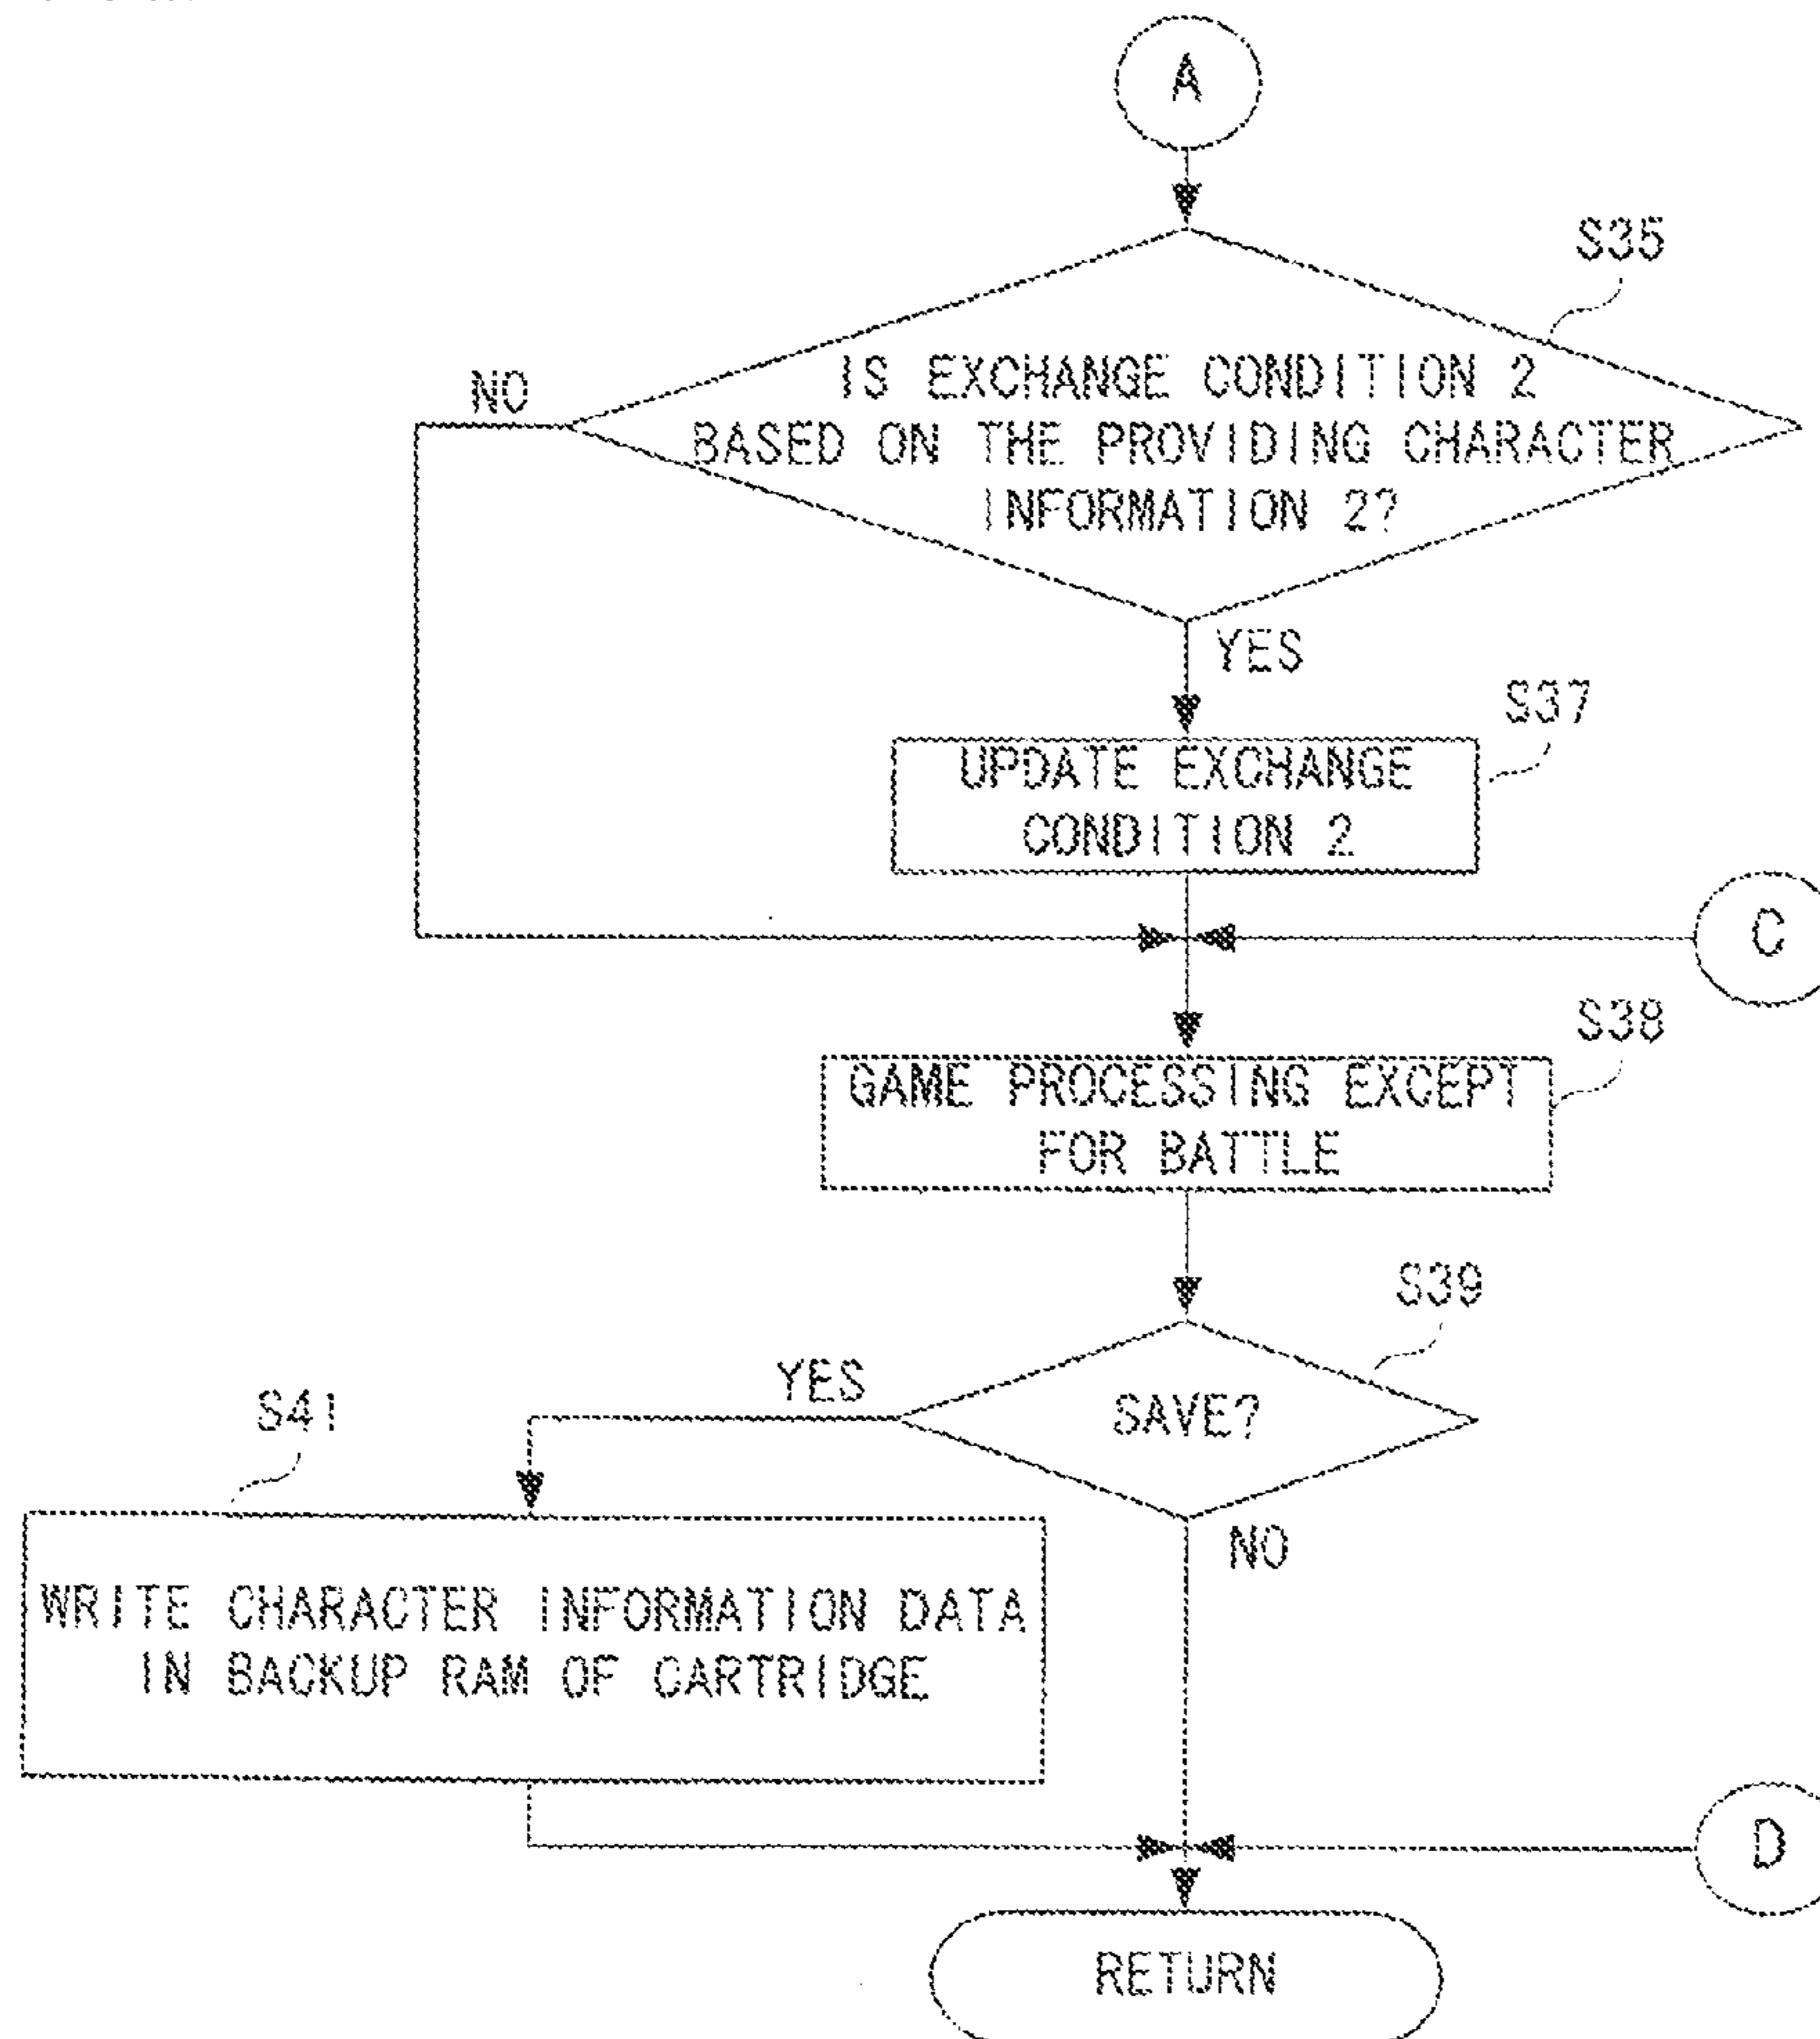 A
S35
NO
IS EXCHANGE CONDITION 2
BASED ON THE PROVIDING CHARACTER
INFORMATION 2?
YES
S37
UPDATE EXCHANGE
CONDITION 2
C
S38
GAME PROCESSING EXCEPT
FOR BATTLE
S39
YES
SAVE?
S41
NO
WRITE CHARACTER INFORMATION DATA
IN BACKUP RAM OF CARTRIDGE
D
RETURN